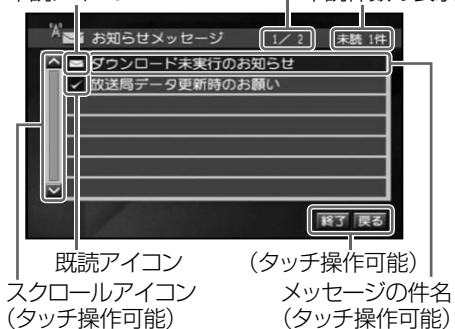 お知らせメッセージ 1／2 未読 1件
ダウンロード未実行のお知らせ
放送局データ更新時のお願い
終了 戻る
既読アイコン (タッチ操作可能)
スクロールアイコン メッセージの件名
(タッチ操作可能) (タッチ操作可能)